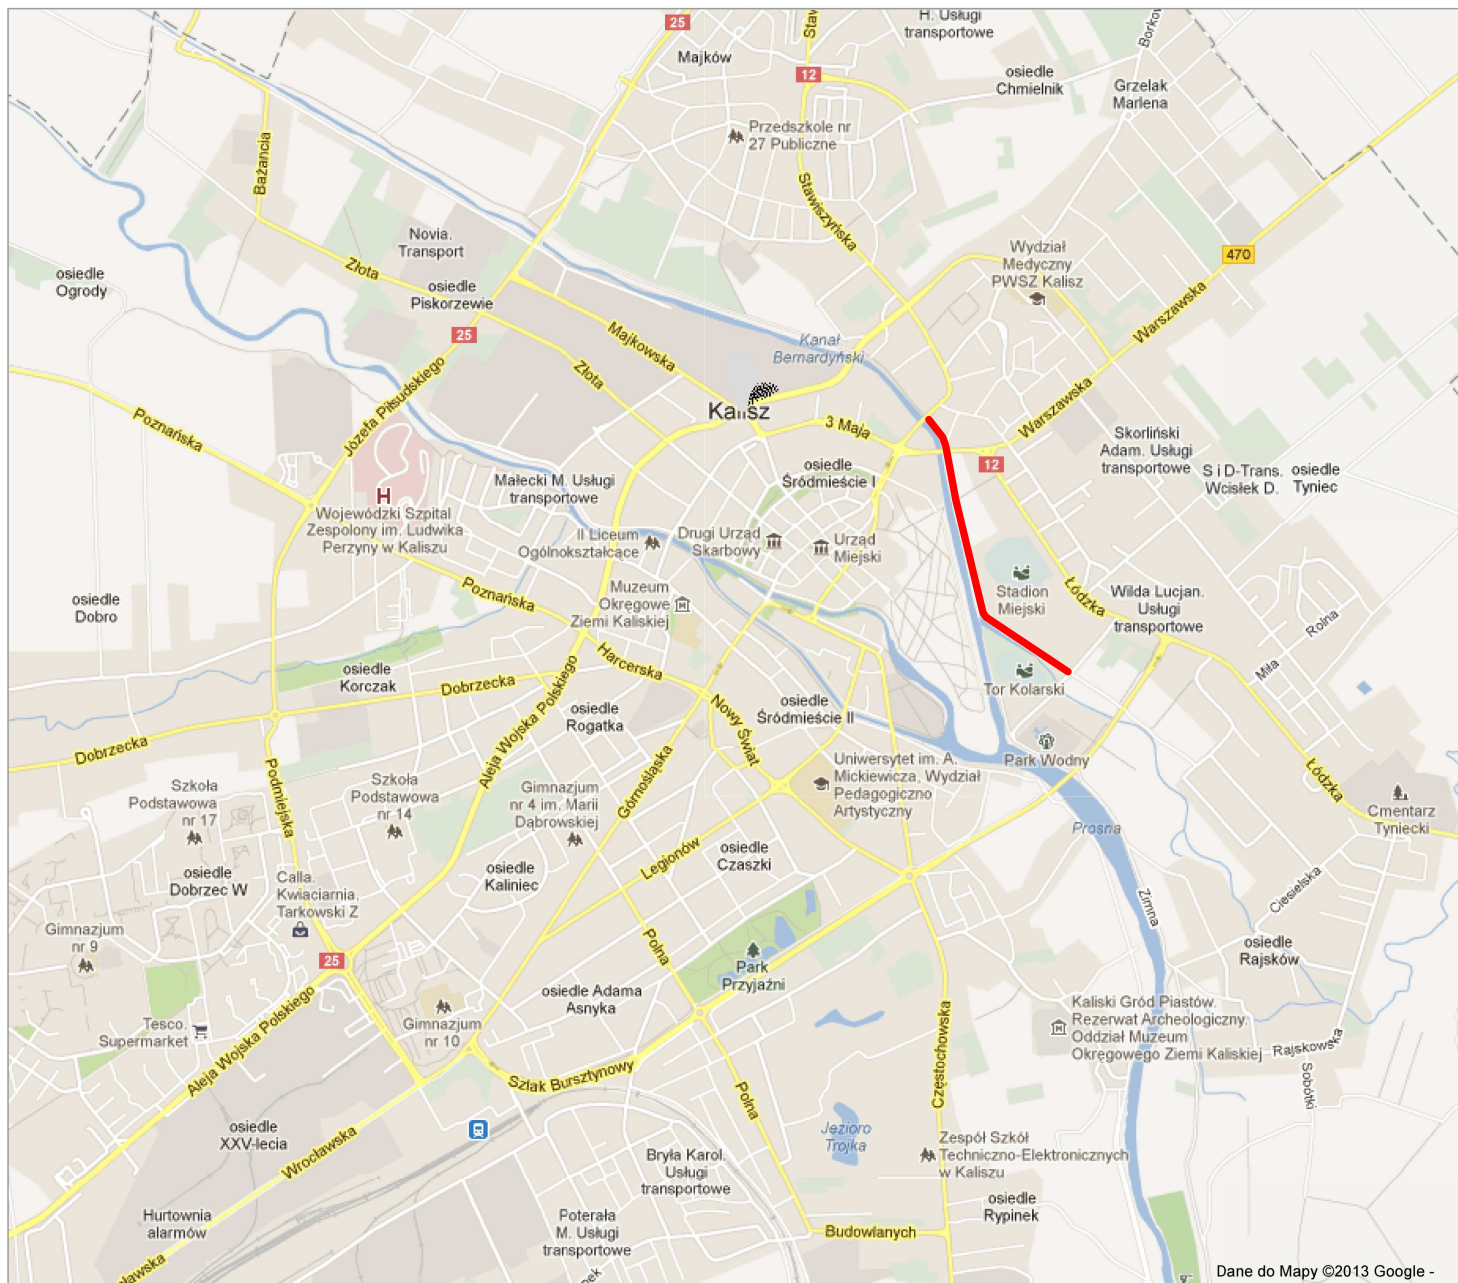 H. Usługi
transportowe
25
Staw
Borkow
Majków
12
osiedle
Chmielnik
Grzelak
Marlena
Przedszkole nr
27 Publiczne
Bażancia
Stawiszyńska
Novia.
Transport
Wydział
Medyczny
PWSZ Kalisz
470
osiedle
Ogrody
Złota
osiedle
Piskorzewie
25
Warszawska
Majkowska
Kanał
Bernardyński
Złota
Józefa Piłsudskiego
Kalisz
Poznańska
3 Maja
Warszawska
Skorliński
Adam. Usługi
transportowe
12
osiedle
Śródmieście I
S i D-Trans.
Wcisłek D.
osiedle
Tyniec
Małecki M. Usługi
transportowe
H
Wojewódzki Szpital
Zespolony im. Ludwika
Perzyny w Kaliszu
II Liceum
Ogólnokształcące
Drugi Urząd
Skarbowy
Urząd
Miejski
Stadion
Miejski
Łódzka
Wilda Lucjan.
Usługi
transportowe
osiedle
Dobro
Poznańska
Muzeum
Okręgowe
Ziemi Kaliskiej
Rolna
Miła
Harcerska
osiedle
Korczak
Dobrzecka
Tor Kolarski
osiedle
Rogatka
osiedle
Śródmieście II
Nowy Świat
Aleja Wojska Polskiego
Dobrzecka
Park Wodny
Podmiejska
Górnośląska
Uniwersytet im. A.
Mickiewicza, Wydział
Pedagogiczno
Artystyczny
Łódzka
Szkoła
Podstawowa
nr 17
Szkoła
Podstawowa
nr 14
Gimnazjum
nr 4 im. Marii
Dąbrowskiej
Cmentarz
Tyniecki
Prosna
Legionów
osiedle
Czaszki
osiedle
Kaliniec
osiedle
Dobrzec W
Calla.
Kwiaciarnia.
Tarkowski Z
Ciesielska
Zimna
Gimnazjum
nr 9
Polna
osiedle
Rajsków
25
Park
Przyjaźni
osiedle Adama
Asnyka
Aleja Wojska Polskiego
Gimnazjum
nr 10
Tesco.
Supermarket
Kaliski Gród Piastów.
Rezerwat Archeologiczny.
Oddział Muzeum
Okręgowego Ziemi Kaliskiej
Rajskowska
Częstochowska
Szlak Bursztynowy
Sobótki
Polna
osiedle
XXV-lecia
Wrocławska
Jezioro
Trojka
Zespół Szkół
Techniczno-Elektronicznych
w Kaliszu
Bryła Karol.
Usługi
transportowe
osiedle
Rypinek
Hurtownia
alarmów
Poterała
M. Usługi
transportowe
Budowlanych
Dane do Mapy ©2013 Google -